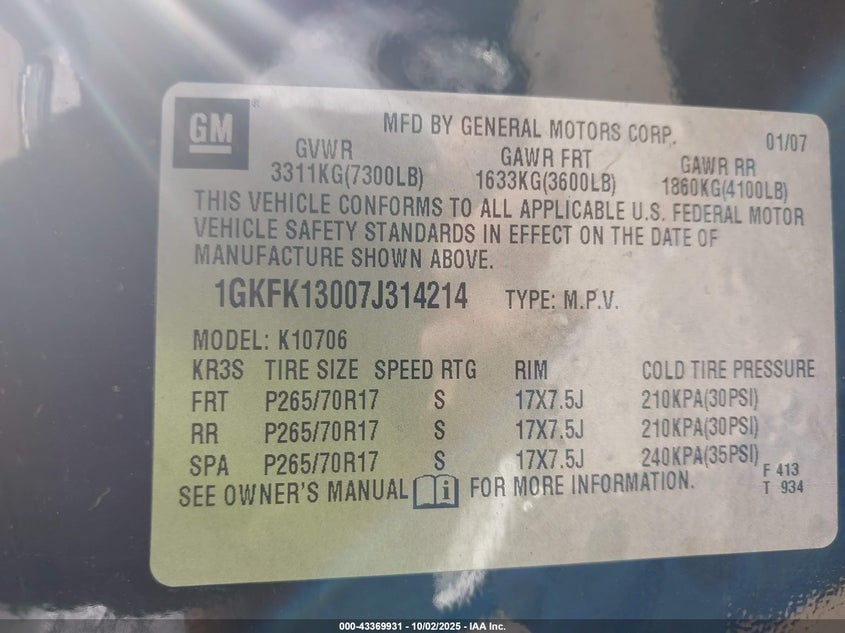 GM ®
MFD BY GENERAL MOTORS CORP. 01/07
GVWR GAWR FRT GAWR RR
3311KG(7300LB) 1633KG(3600LB) 1860KG(4100LB)
THIS VEHICLE CONFORMS TO ALL APPLICABLE U.S. FEDERAL MOTOR
VEHICLE SAFETY STANDARDS IN EFFECT ON THE DATE OF
MANUFACTURE SHOWN ABOVE.
1GKFK13007J314214 TYPE: M.P.V.
MODEL: K10706
KR3S TIRE SIZE SPEED RTG RIM COLD TIRE PRESSURE
FRT P265/70R17 S 17X7.5J 210KPA(30PSI)
RR P265/70R17 S 17X7.5J 210KPA(30PSI)
SPA P265/70R17 S 17X7.5J 240KPA(35PSI)
SEE OWNER'S MANUAL i FOR MORE INFORMATION.
F 413
T 934
000-43369931 - 10/02/2025 - IAA Inc.